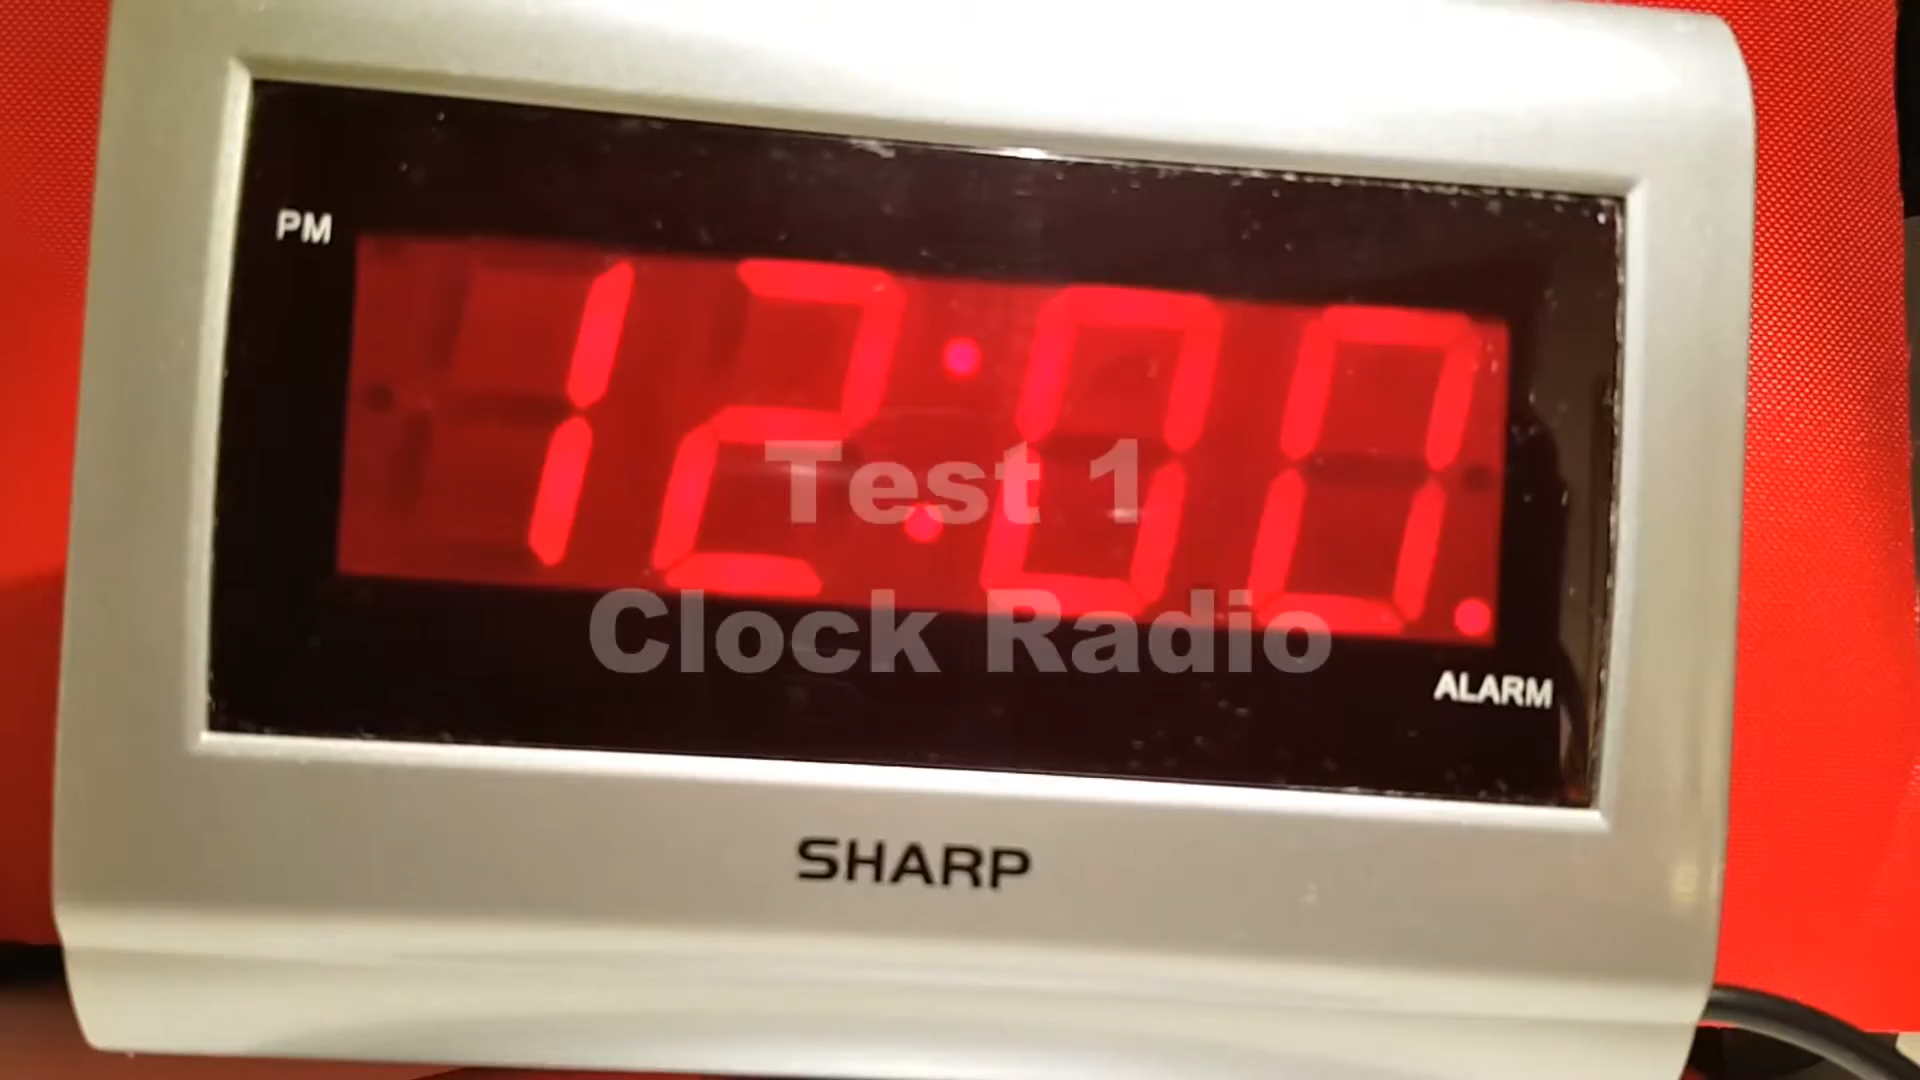 PM
12:00.
Test 1
Clock Radio
ALARM
SHARP